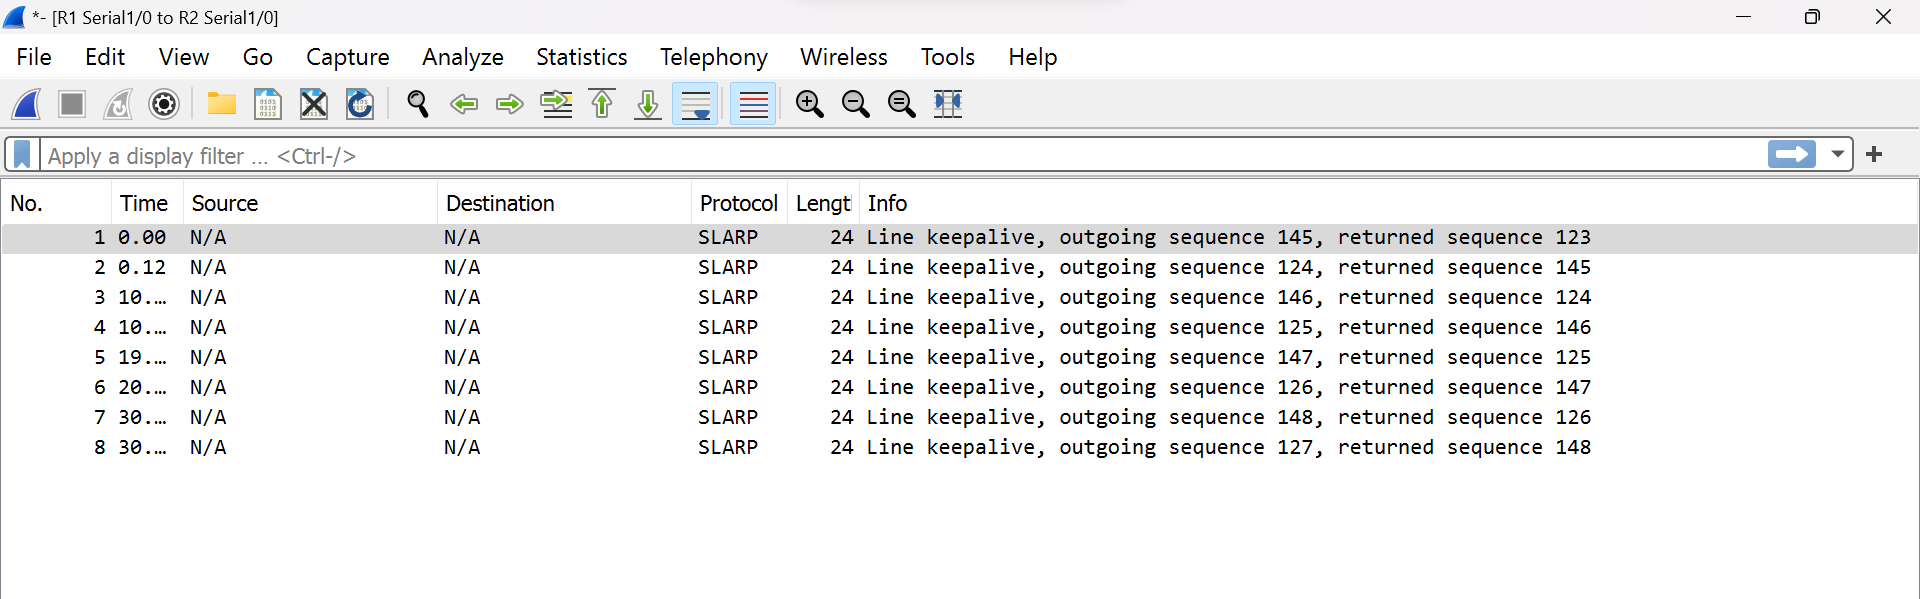 *- [R1 Serial1/0 to R2 Serial1/0]
File Edit View Go Capture Analyze Statistics Telephony Wireless Tools Help
Apply a display filter ... <Ctrl-/>
No. Time Source Destination Protocol Lengt Info
1 0.00 N/A N/A SLARP 24 Line keepalive, outgoing sequence 145, returned sequence 123
2 0.12 N/A N/A SLARP 24 Line keepalive, outgoing sequence 124, returned sequence 145
3 10.… N/A N/A SLARP 24 Line keepalive, outgoing sequence 146, returned sequence 124
4 10.… N/A N/A SLARP 24 Line keepalive, outgoing sequence 125, returned sequence 146
5 19.… N/A N/A SLARP 24 Line keepalive, outgoing sequence 147, returned sequence 125
6 20.… N/A N/A SLARP 24 Line keepalive, outgoing sequence 126, returned sequence 147
7 30.… N/A N/A SLARP 24 Line keepalive, outgoing sequence 148, returned sequence 126
8 30.… N/A N/A SLARP 24 Line keepalive, outgoing sequence 127, returned sequence 148